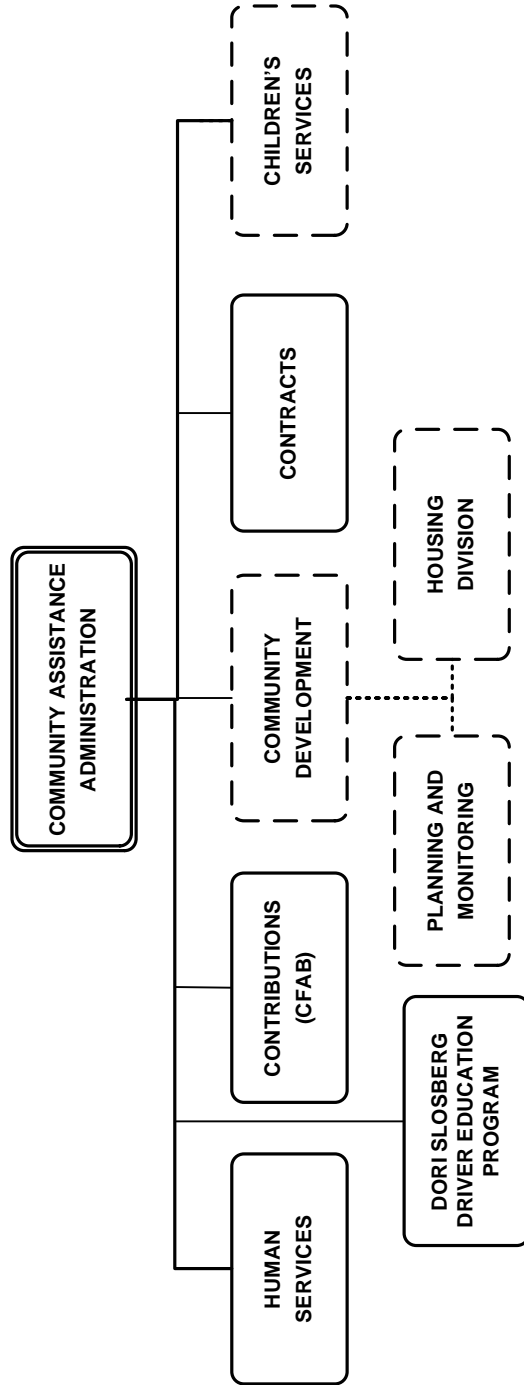 COMMUNITY ASSISTANCE
ADMINISTRATION
HUMAN
SERVICES
CONTRIBUTIONS
(CFAB)
COMMUNITY
DEVELOPMENT
CONTRACTS
CHILDREN'S
SERVICES
DORI SLOSBERG
DRIVER EDUCATION
PROGRAM
PLANNING AND
MONITORING
HOUSING
DIVISION